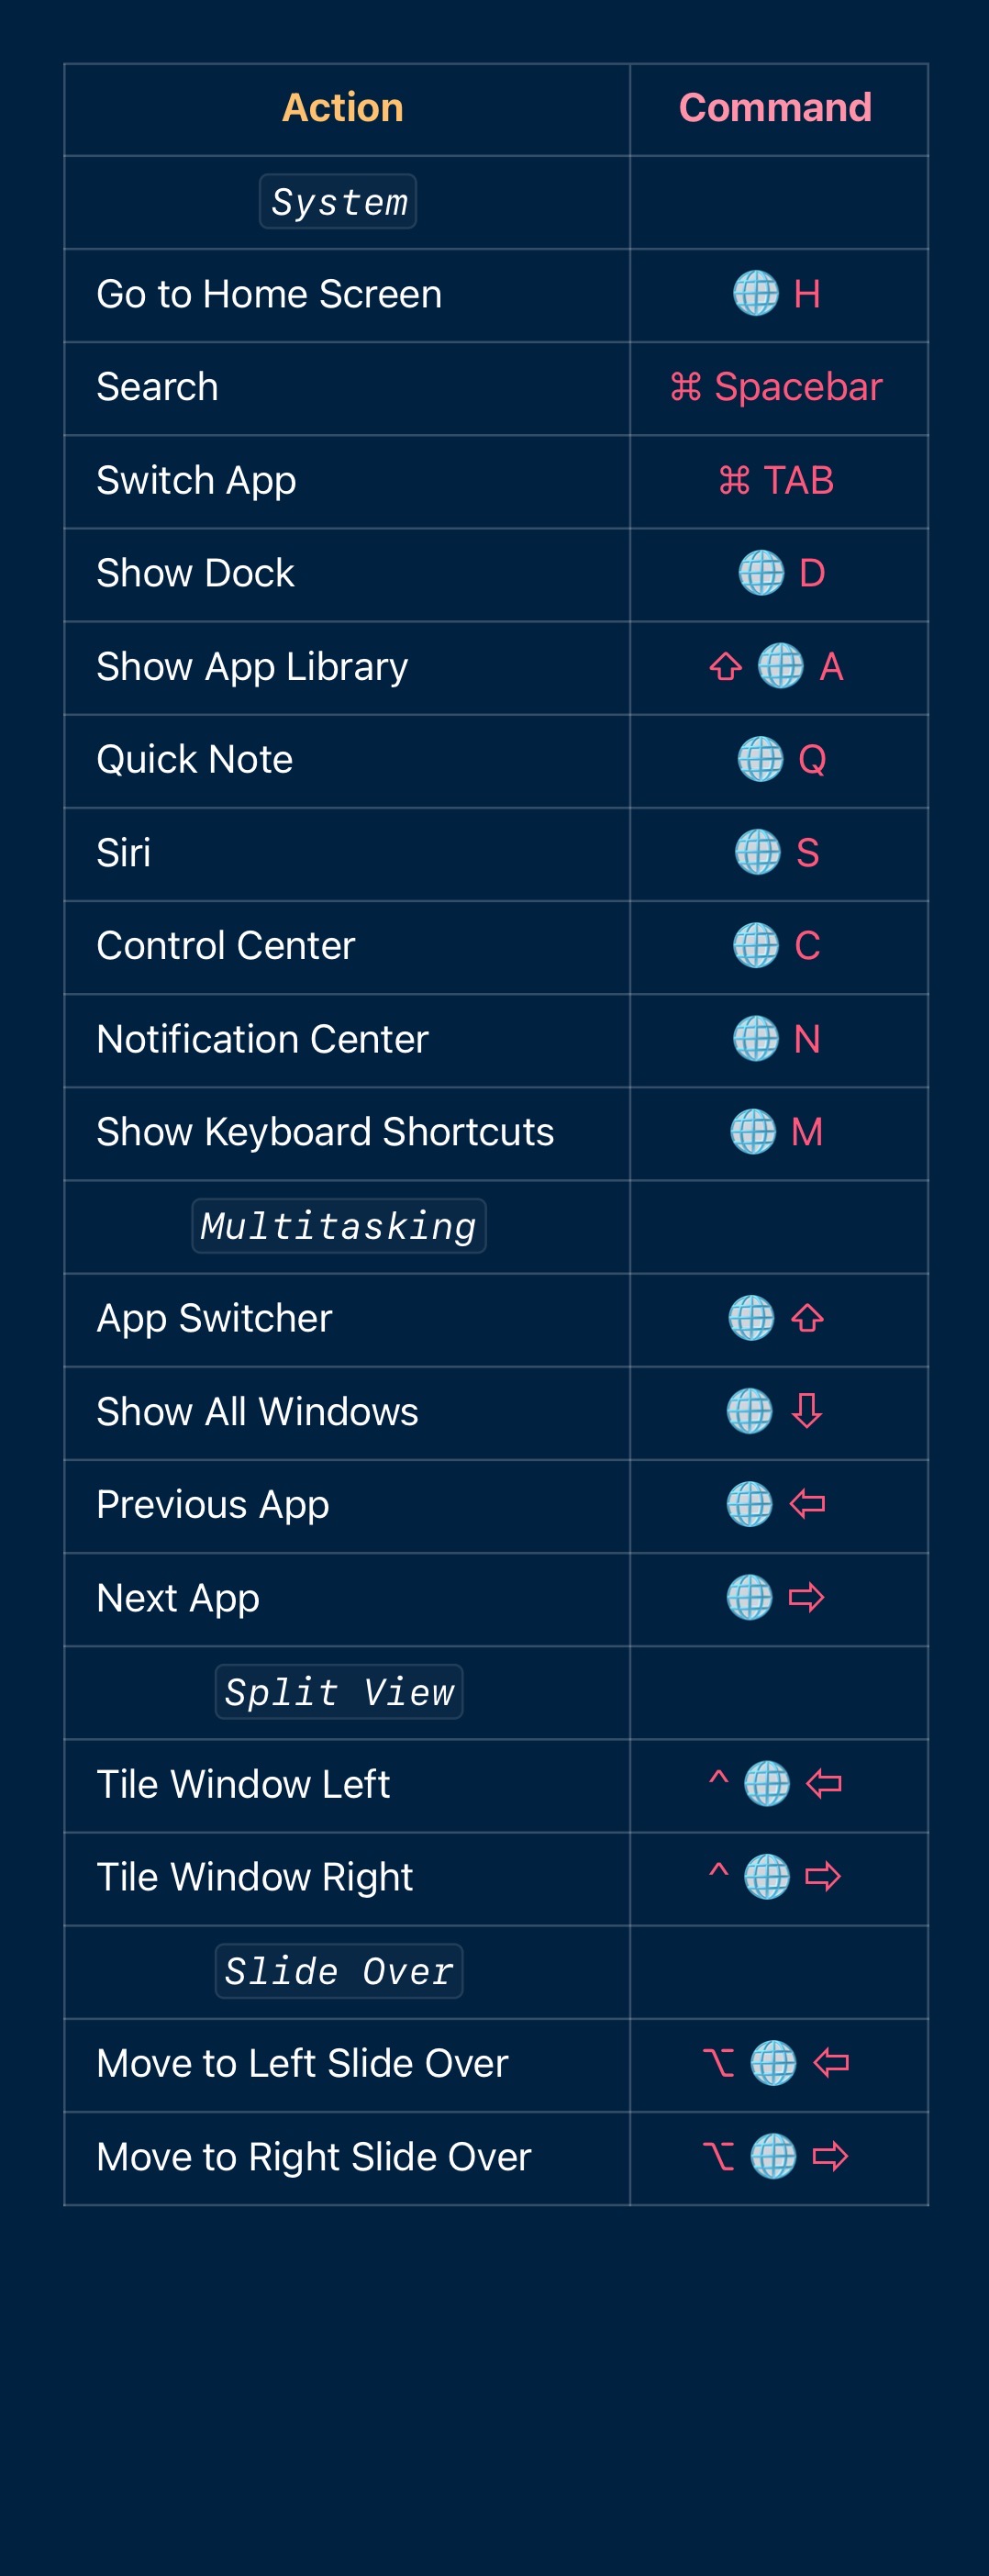 Action Command
System
Go to Home Screen 🌐 H
Search ⌘ Spacebar
Switch App ⌘ TAB
Show Dock 🌐 D
Show App Library ⇧ 🌐 A
Quick Note 🌐 Q
Siri 🌐 S
Control Center 🌐 C
Notification Center 🌐 N
Show Keyboard Shortcuts 🌐 M
Multitasking
App Switcher 🌐 ⇧
Show All Windows 🌐 ⇩
Previous App 🌐 ⇦
Next App 🌐 ⇨
Split View
Tile Window Left ^ 🌐 ⇦
Tile Window Right ^ 🌐 ⇨
Slide Over
Move to Left Slide Over ⌥ 🌐 ⇦
Move to Right Slide Over ⌥ 🌐 ⇨